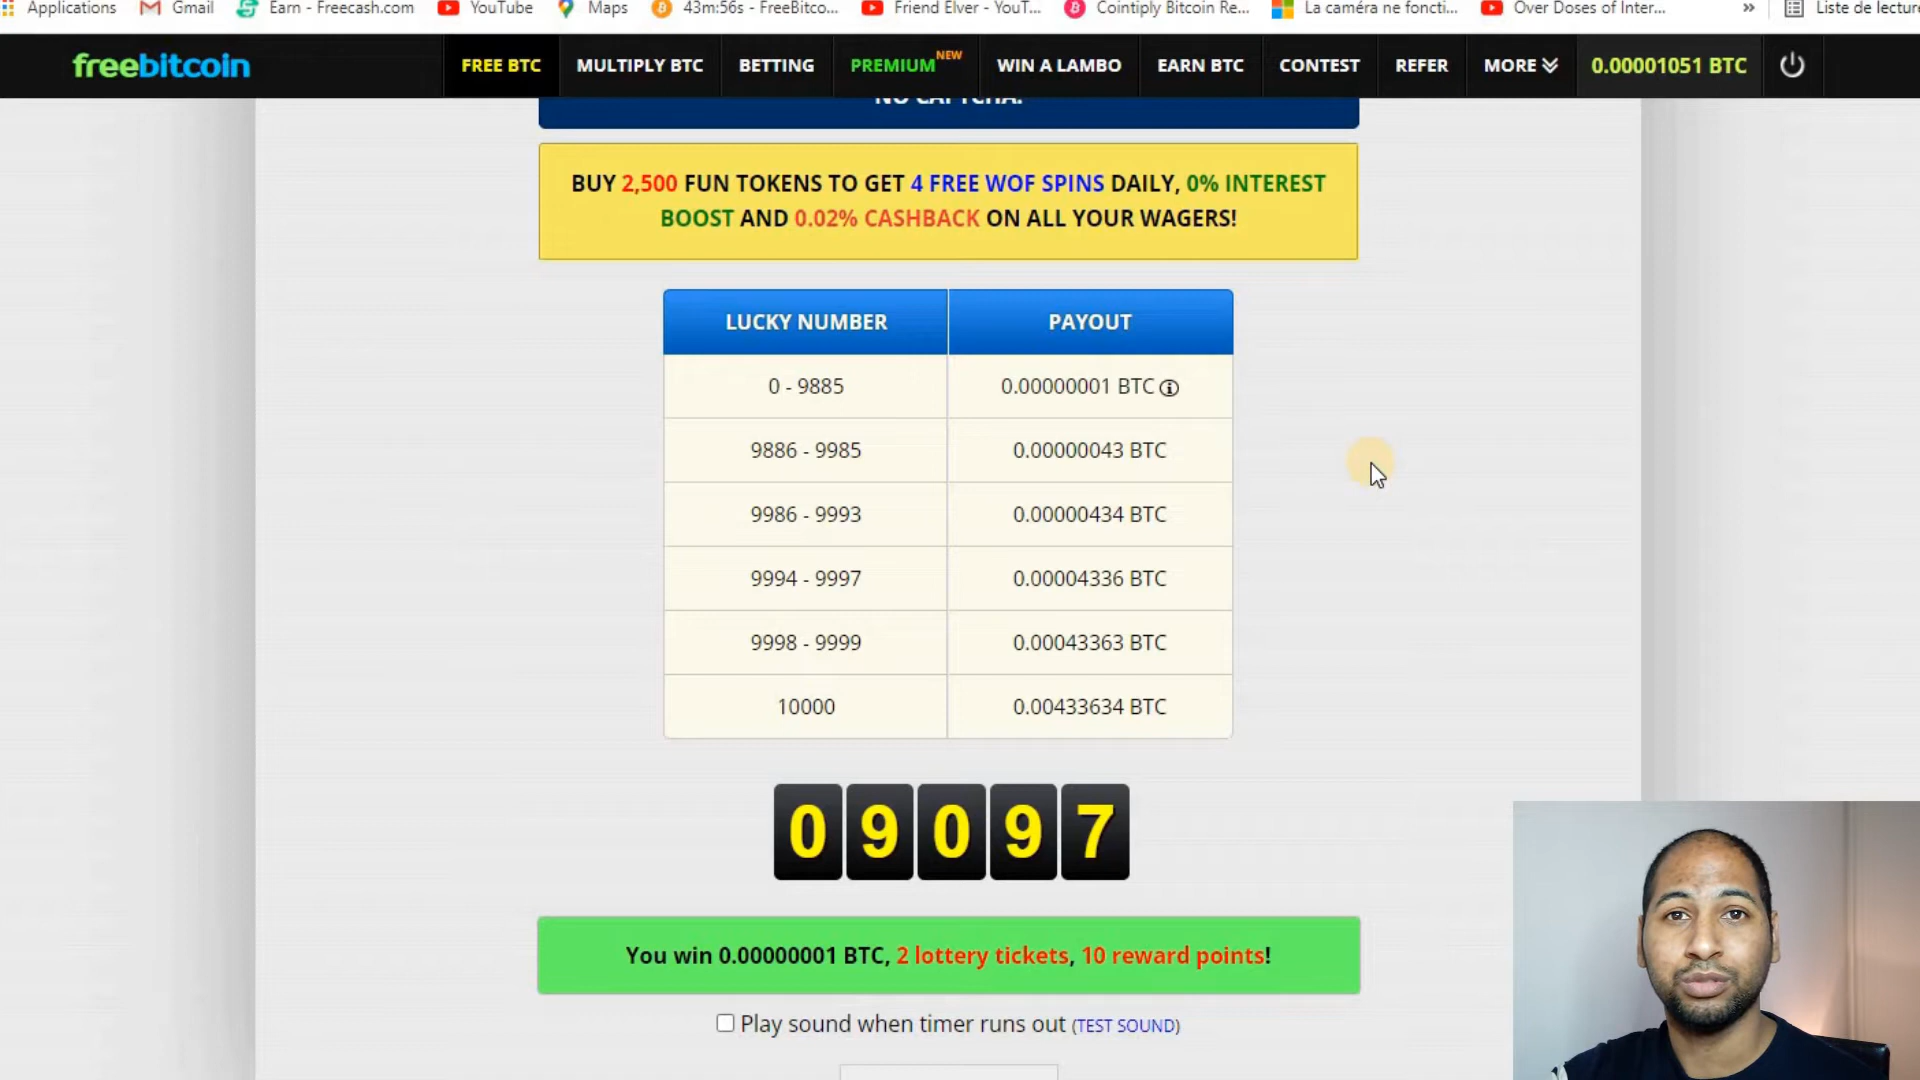 Applications Gmail Earn - Freecash.com YouTube Maps 43m:56s - FreeBitco... Friend Elver - YouT... Cointiply Bitcoin Re... La caméra ne foncti... Over Doses of Inter... » Liste de lecture
freebitcoin FREE BTC MULTIPLY BTC BETTING PREMIUM NEW WIN A LAMBO EARN BTC CONTEST REFER MORE 0.00001051 BTC
NO CAPTCHA!
BUY 2,500 FUN TOKENS TO GET 4 FREE WOF SPINS DAILY, 0% INTEREST
BOOST AND 0.02% CASHBACK ON ALL YOUR WAGERS!
LUCKY NUMBER PAYOUT
0 - 9885 0.00000001 BTC
9886 - 9985 0.00000043 BTC
9986 - 9993 0.00000434 BTC
9994 - 9997 0.00004336 BTC
9998 - 9999 0.00043363 BTC
10000 0.00433634 BTC
09097
You win 0.00000001 BTC, 2 lottery tickets, 10 reward points!
Play sound when timer runs out (TEST SOUND)